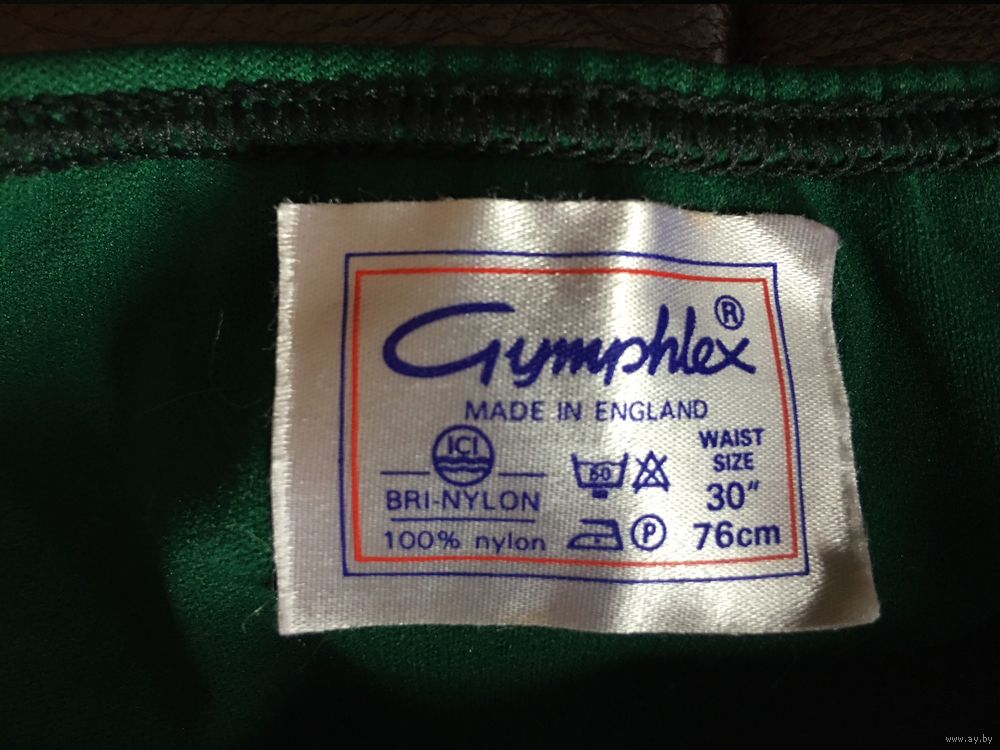 Gymphlex ®
MADE IN ENGLAND
ICI
BRI-NYLON
100% nylon
60
P
WAIST
SIZE
30"
76cm
www.ay.by